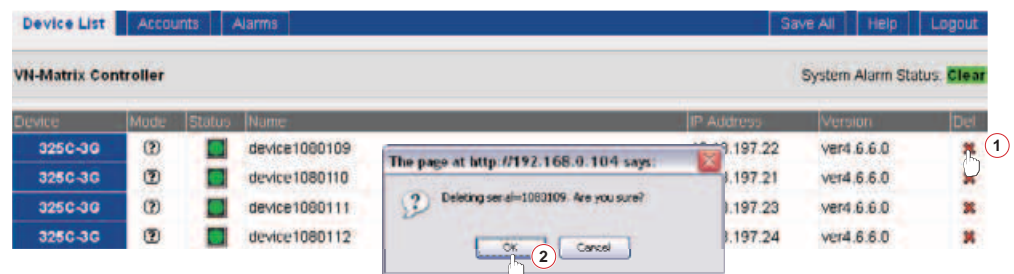 Device List Accounts Alarms Save All Help Logout
VN-Matrix Controller System Alarm Status: Clear
Device Mode Status Name IP Address Version Del
325C-3G device1080109 .197.22 ver4.6.6.0 1
325C-3G device1080110 .197.21 ver4.6.6.0
325C-3G device1080111 .197.23 ver4.6.6.0
325C-3G device1080112 .197.24 ver4.6.6.0
The page at http://192.168.0.104 says:
Deleting serial=1080109. Are you sure?
OK 2 Cancel